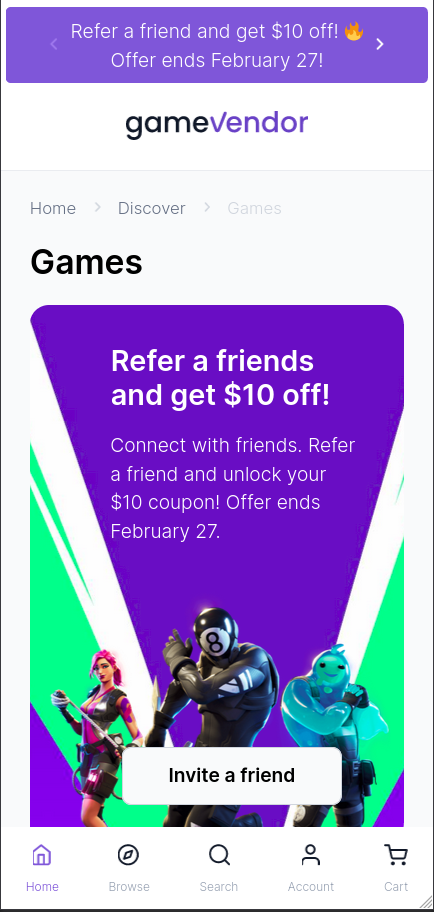 Refer a friend and get $10 off! 🔥
Offer ends February 27!
gameVendor
Home > Discover > Games
Games
Refer a friends
and get $10 off!
Connect with friends. Refer
a friend and unlock your
$10 coupon! Offer ends
February 27.
8
Invite a friend
Home Browse Search Account Cart